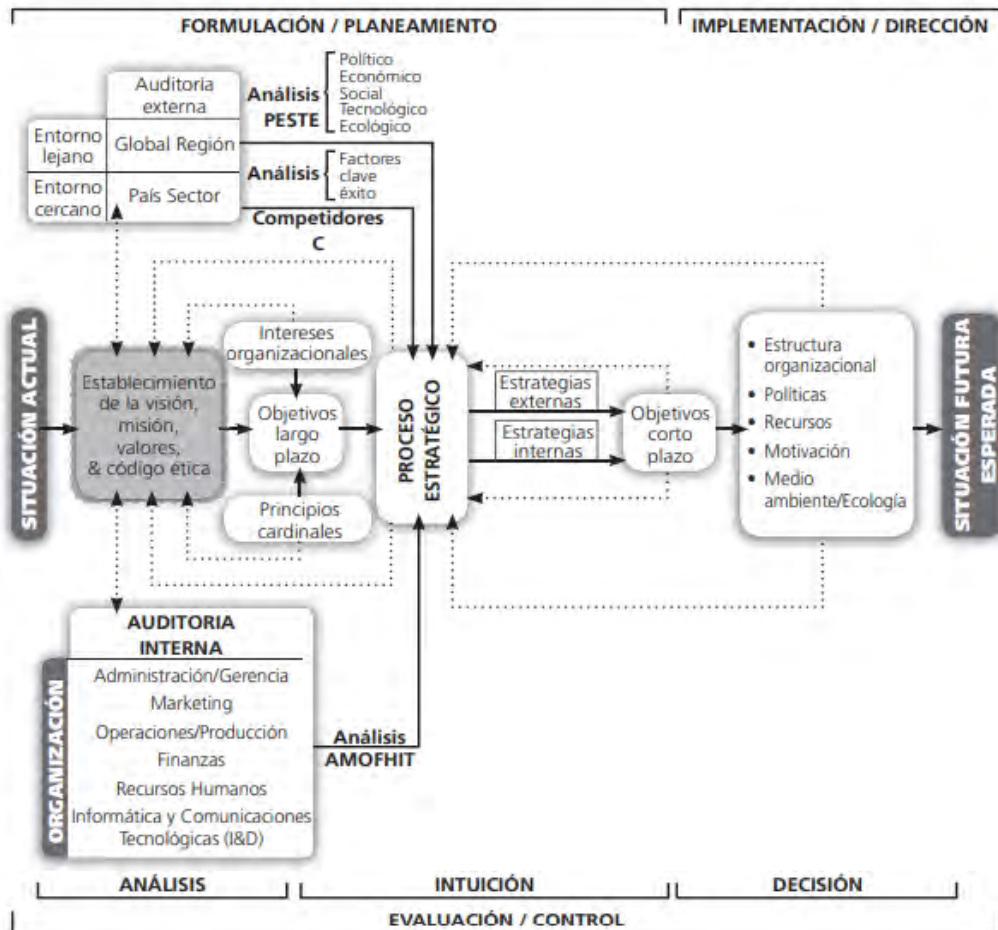 FORMULACIÓN / PLANEAMIENTO
IMPLEMENTACIÓN / DIRECCIÓN
Auditoría
externa
Entorno
lejano
Global Región
Entorno
cercano
País Sector
Análisis
PESTE
Político
Económico
Social
Tecnológico
Ecológico
Análisis
Factores
clave
éxito
Competidores
C
SITUACIÓN ACTUAL
Establecimiento
de la visión,
misión,
valores,
& código ética
Intereses
organizacionales
Objetivos
largo
plazo
Principios
cardinales
PROCESO
ESTRATÉGICO
Estrategias
externas
Estrategias
internas
Objetivos
corto
plazo
• Estructura
organizacional
• Políticas
• Recursos
• Motivación
• Medio
ambiente/Ecología
SITUACIÓN FUTURA
ESPERADA
ORGANIZACIÓN
AUDITORIA
INTERNA
Administración/Gerencia
Marketing
Operaciones/Producción
Finanzas
Recursos Humanos
Informática y Comunicaciones
Tecnológicas (I&D)
Análisis
AMOFHIT
ANÁLISIS
INTUICIÓN
DECISIÓN
EVALUACIÓN / CONTROL